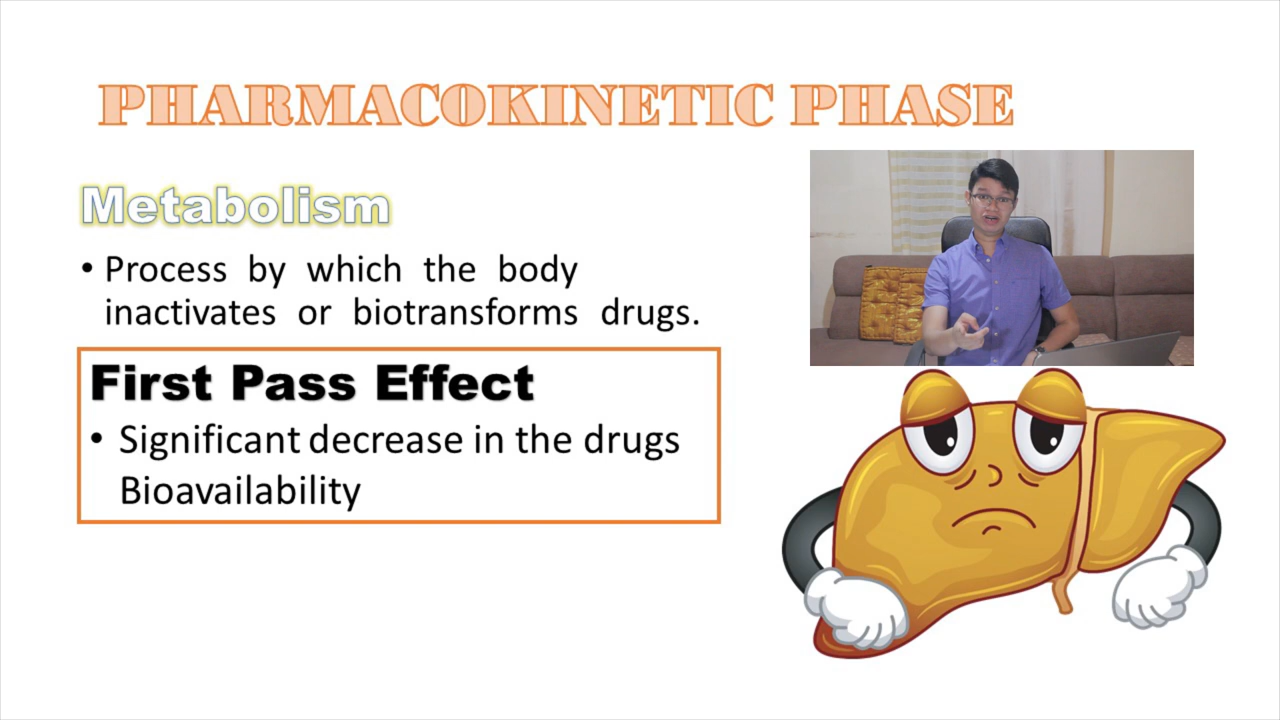 PHARMACOKINETIC PHASE
Metabolism
• Process by which the body
inactivates or biotransforms drugs.
First Pass Effect
• Significant decrease in the drugs
Bioavailability